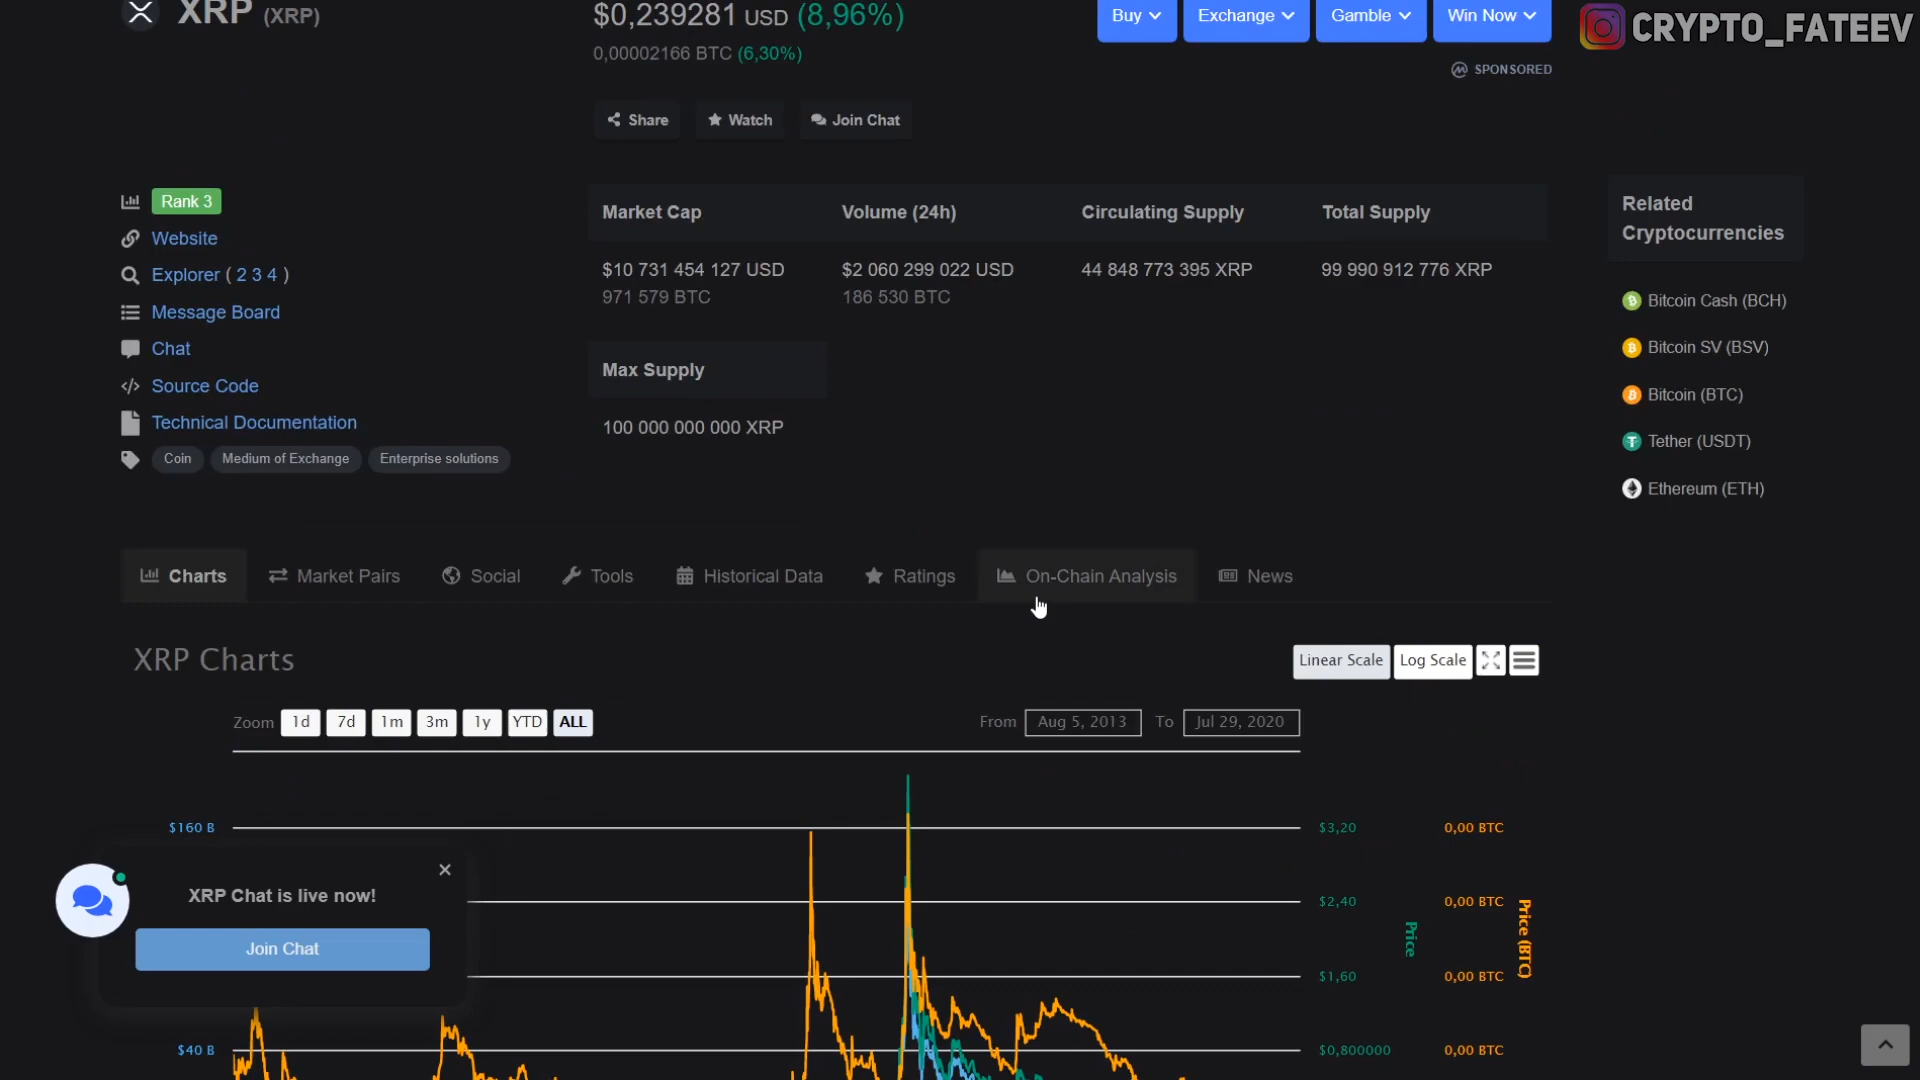 XRP (XRP)
$0,239281 USD (8,96%)
0,00002166 BTC (6,30%)
Buy
Exchange
Gamble
Win Now
CRYPTO_FATEEV
SPONSORED
Share
Watch
Join Chat
Rank 3
Website
Explorer ( 2 3 4 )
Message Board
Chat
Source Code
Technical Documentation
Coin
Medium of Exchange
Enterprise solutions
Market Cap
Volume (24h)
Circulating Supply
Total Supply
$10 731 454 127 USD
$2 060 299 022 USD
44 848 773 395 XRP
99 990 912 776 XRP
971 579 BTC
186 530 BTC
Max Supply
100 000 000 000 XRP
Related
Cryptocurrencies
Bitcoin Cash (BCH)
Bitcoin SV (BSV)
Bitcoin (BTC)
Tether (USDT)
Ethereum (ETH)
Charts
Market Pairs
Social
Tools
Historical Data
Ratings
On-Chain Analysis
News
XRP Charts
Linear Scale
Log Scale
Zoom
1d
7d
1m
3m
1y
YTD
ALL
From
Aug 5, 2013
To
Jul 29, 2020
$160 B
$40 B
$3,20
$2,40
$1,60
$0,800000
Price
0,00 BTC
0,00 BTC
0,00 BTC
0,00 BTC
Price (BTC)
XRP Chat is live now!
Join Chat